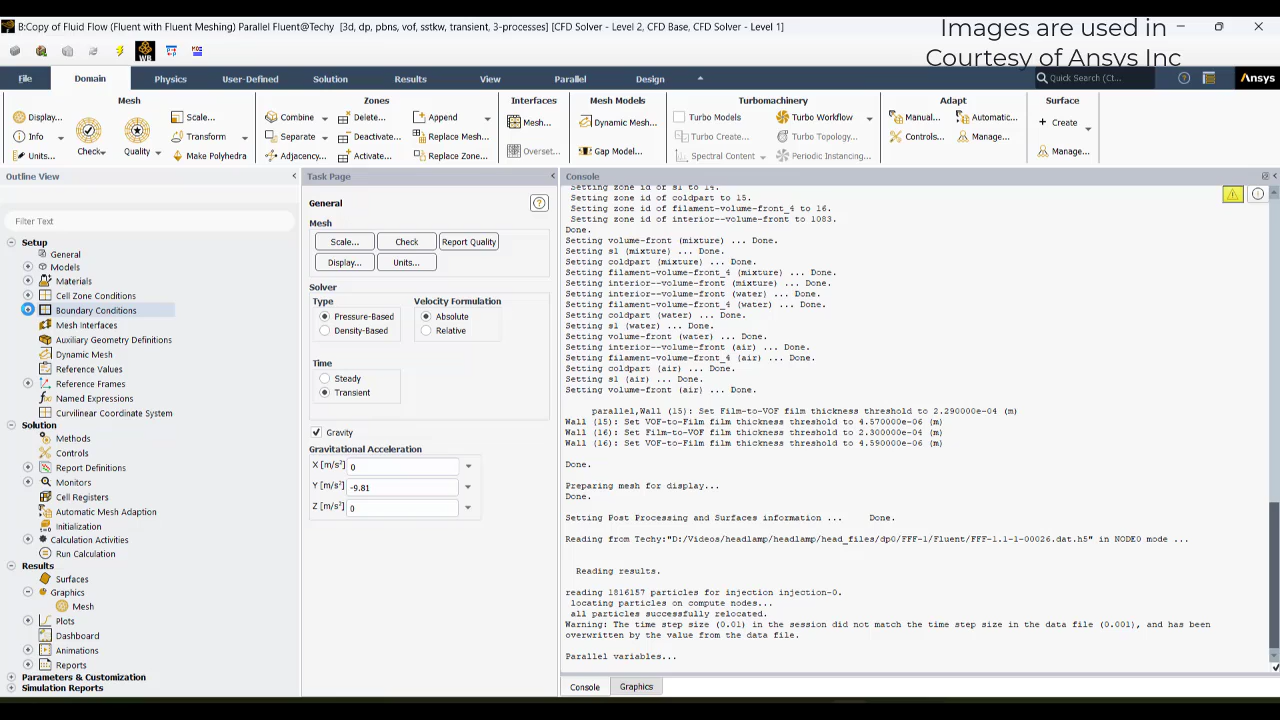 B:Copy of Fluid Flow (Fluent with Fluent Meshing) Parallel Fluent@Techy [3d, dp, pbns, vof, sstkw, transient, 3-processes] [CFD Solver - Level 2, CFD Base, CFD Solver - Level 1]
Images are used in
Courtesy of Ansys Inc
File Domain Physics User-Defined Solution Results View Parallel Design
Quick Search (Ct...
Ansys
Mesh Zones Interfaces Mesh Models Turbomachinery Adapt Surface
Display... Scale... Combine Delete... Append Mesh... Dynamic Mesh... Turbo Models Turbo Workflow Manual... Automatic... Create
Info Transform Separate Deactivate... Replace Mesh... Turbo Create... Turbo Topology... Controls... Manage...
Units... Check Quality Make Polyhedra Adjacency... Activate... Replace Zone... Overset... Gap Model... Spectral Content Periodic Instancing... Manage...
Outline View
Filter Text
Setup
General
Models
Materials
Cell Zone Conditions
Boundary Conditions
Mesh Interfaces
Auxiliary Geometry Definitions
Dynamic Mesh
Reference Values
Reference Frames
Named Expressions
Curvilinear Coordinate System
Solution
Methods
Controls
Report Definitions
Monitors
Cell Registers
Automatic Mesh Adaption
Initialization
Calculation Activities
Run Calculation
Results
Surfaces
Graphics
Mesh
Plots
Dashboard
Animations
Reports
Parameters & Customization
Simulation Reports
Task Page
General
Mesh
Scale... Check Report Quality
Display... Units...
Solver
Type Velocity Formulation
Pressure-Based Absolute
Density-Based Relative
Time
Steady
Transient
Gravity
Gravitational Acceleration
X [m/s²] 0
Y [m/s²] -9.81
Z [m/s²] 0
Console
Setting zone id of sl to 14.
Setting zone id of coldpart to 15.
Setting zone id of filament-volume-front_4 to 16.
Setting zone id of interior--volume-front to 1083.
Done.
Setting volume-front (mixture) ... Done.
Setting sl (mixture) ... Done.
Setting coldpart (mixture) ... Done.
Setting filament-volume-front_4 (mixture) ... Done.
Setting interior--volume-front (mixture) ... Done.
Setting interior--volume-front (water) ... Done.
Setting filament-volume-front_4 (water) ... Done.
Setting coldpart (water) ... Done.
Setting sl (water) ... Done.
Setting volume-front (water) ... Done.
Setting interior--volume-front (air) ... Done.
Setting filament-volume-front_4 (air) ... Done.
Setting coldpart (air) ... Done.
Setting sl (air) ... Done.
Setting volume-front (air) ... Done.
parallel,Wall (15): Set Film-to-VOF film thickness threshold to 2.290000e-04 (m)
Wall (15): Set VOF-to-Film film thickness threshold to 4.570000e-06 (m)
Wall (16): Set Film-to-VOF film thickness threshold to 2.300000e-04 (m)
Wall (16): Set VOF-to-Film film thickness threshold to 4.590000e-06 (m)
Done.
Preparing mesh for display...
Done.
Setting Post Processing and Surfaces information ... Done.
Reading from Techy:"D:/Videos/headlamp/headlamp/head_files/dp0/FFF-1/Fluent/FFF-1.1-1-00026.dat.h5" in NODE0 mode ...
Reading results.
reading 1816157 particles for injection injection-0.
locating particles on compute nodes...
all particles successfully relocated.
Warning: The time step size (0.01) in the session did not match the time step size in the data file (0.001), and has been
overwritten by the value from the data file.
Parallel variables...
Console Graphics